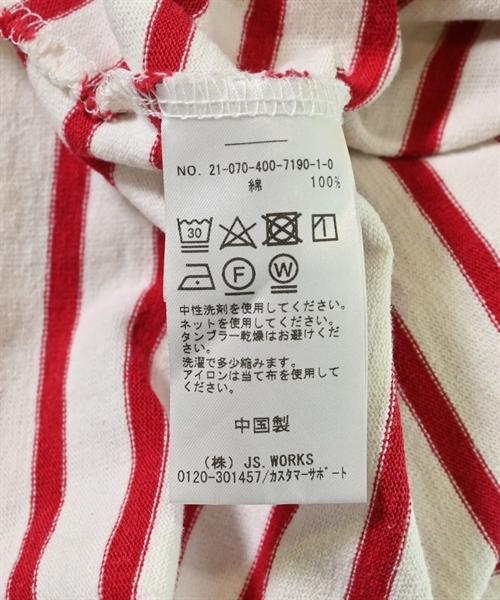 NO. 21-070-400-7190-1-0
綿 100%
30
F W
中性洗剤を使用してください。
ネットを使用してください。
タンブラー乾燥はお避けくださ
い。
洗濯で多少縮みます。
アイロンは当て布を使用してく
ださい。
中国製
(株) JS. WORKS
0120-301457/カスタマーサポート